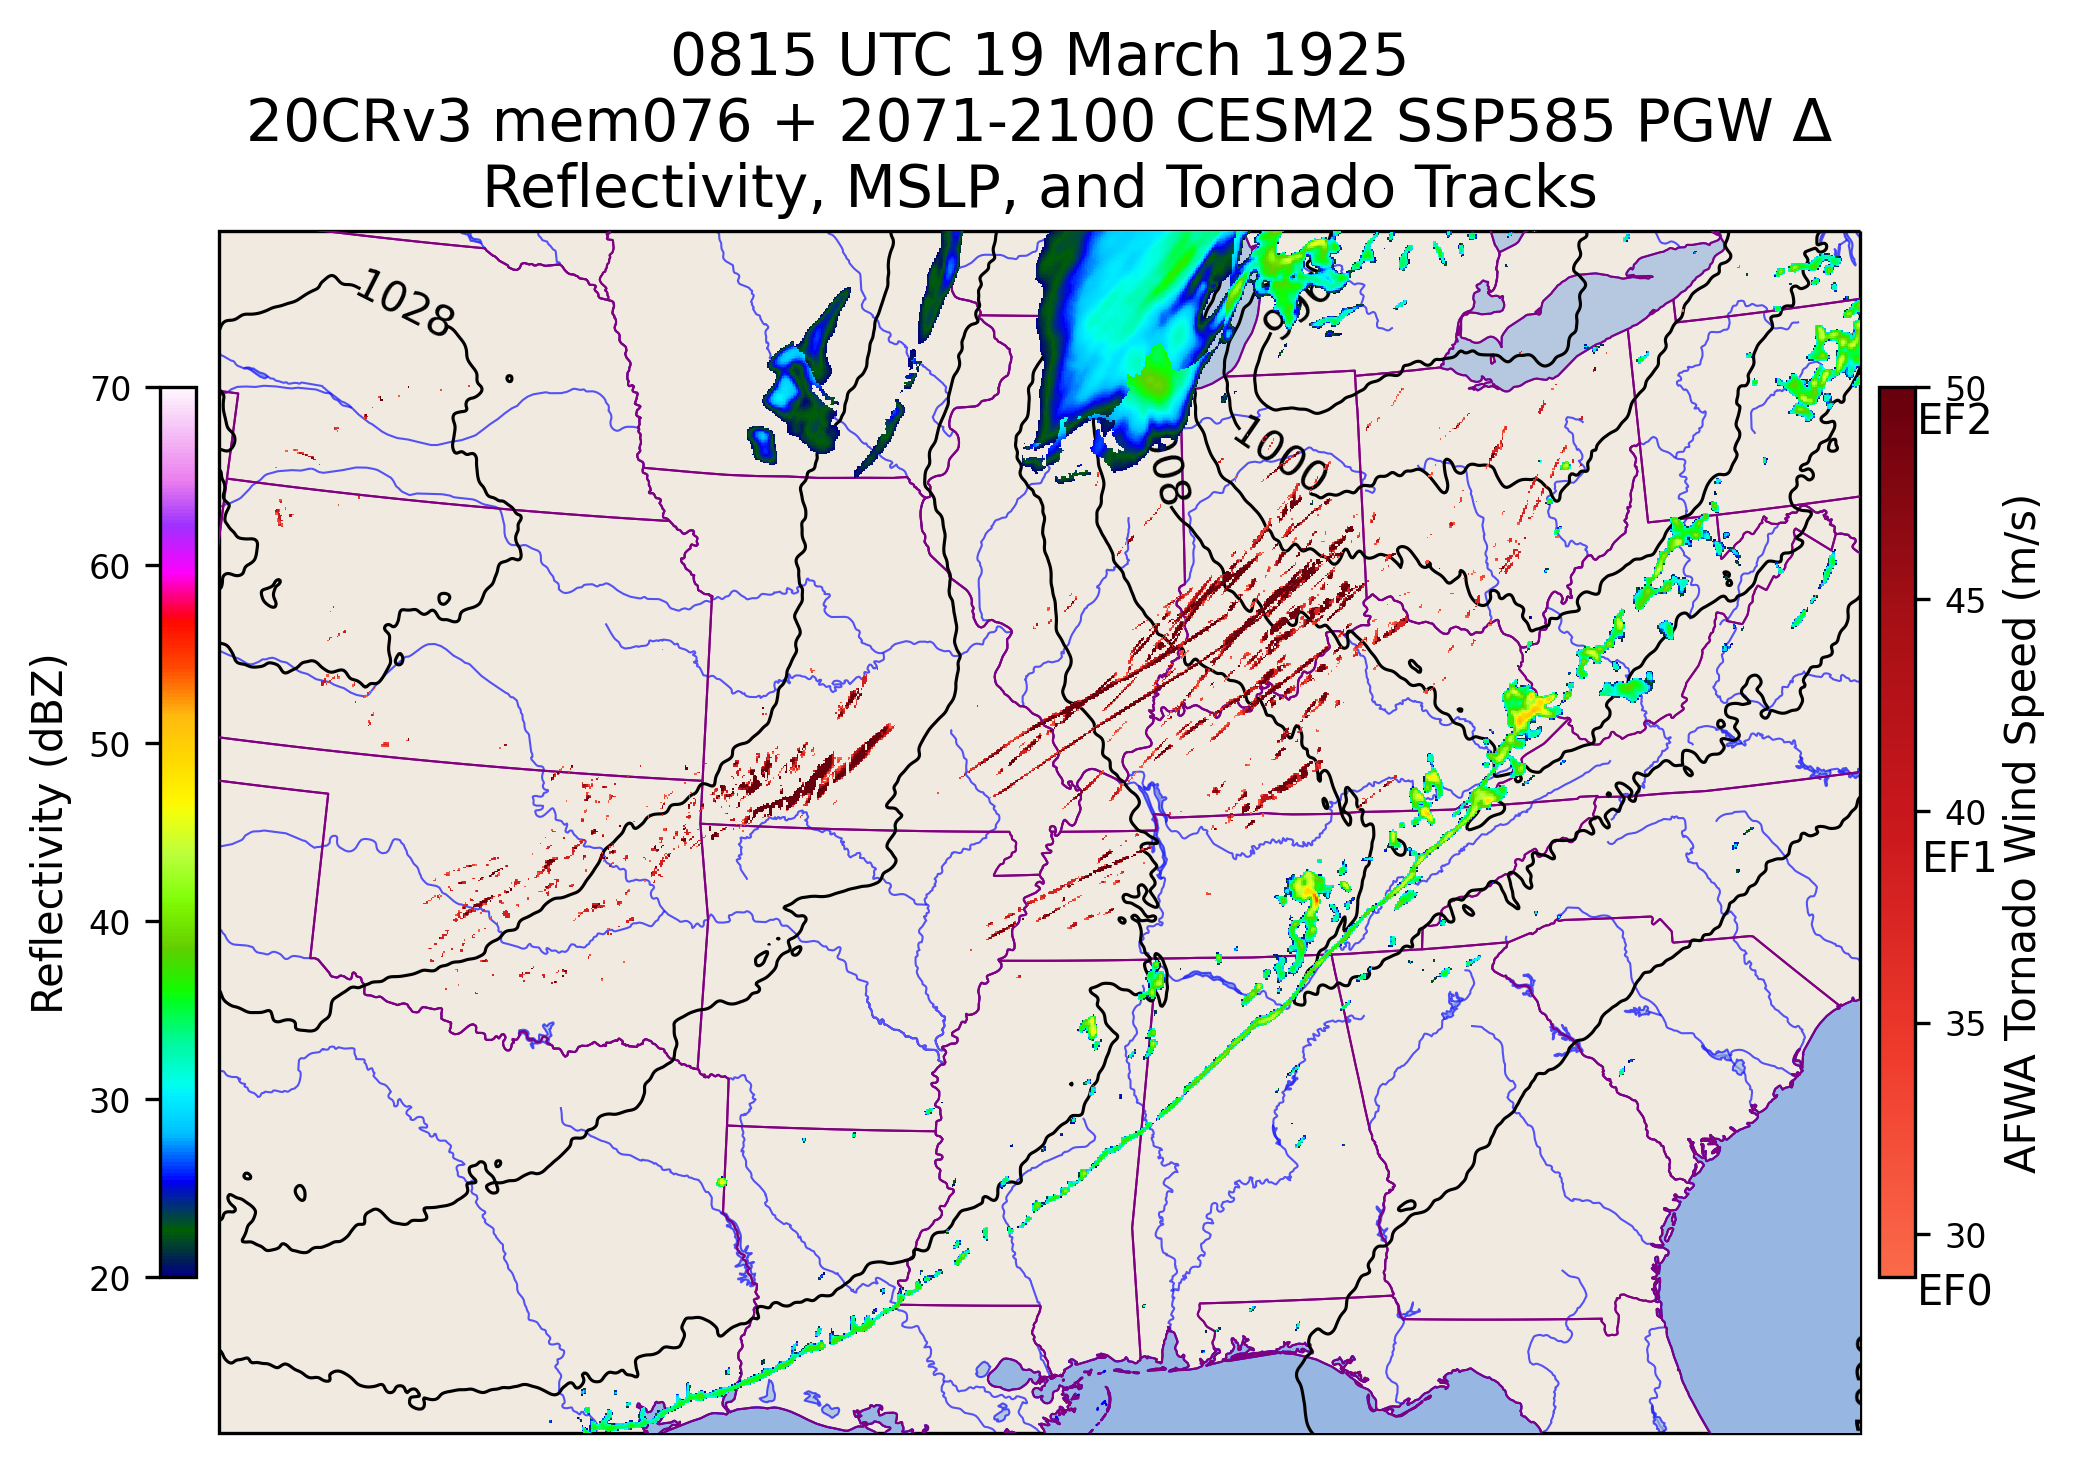 0815 UTC 19 March 1925
20CRv3 mem076 + 2071-2100 CESM2 SSP585 PGW Δ
Reflectivity, MSLP, and Tornado Tracks
1028
1000
70
60
50
40
30
20
Reflectivity (dBZ)
50
EF2
45
40
EF1
35
30
EF0
AFWA Tornado Wind Speed (m/s)